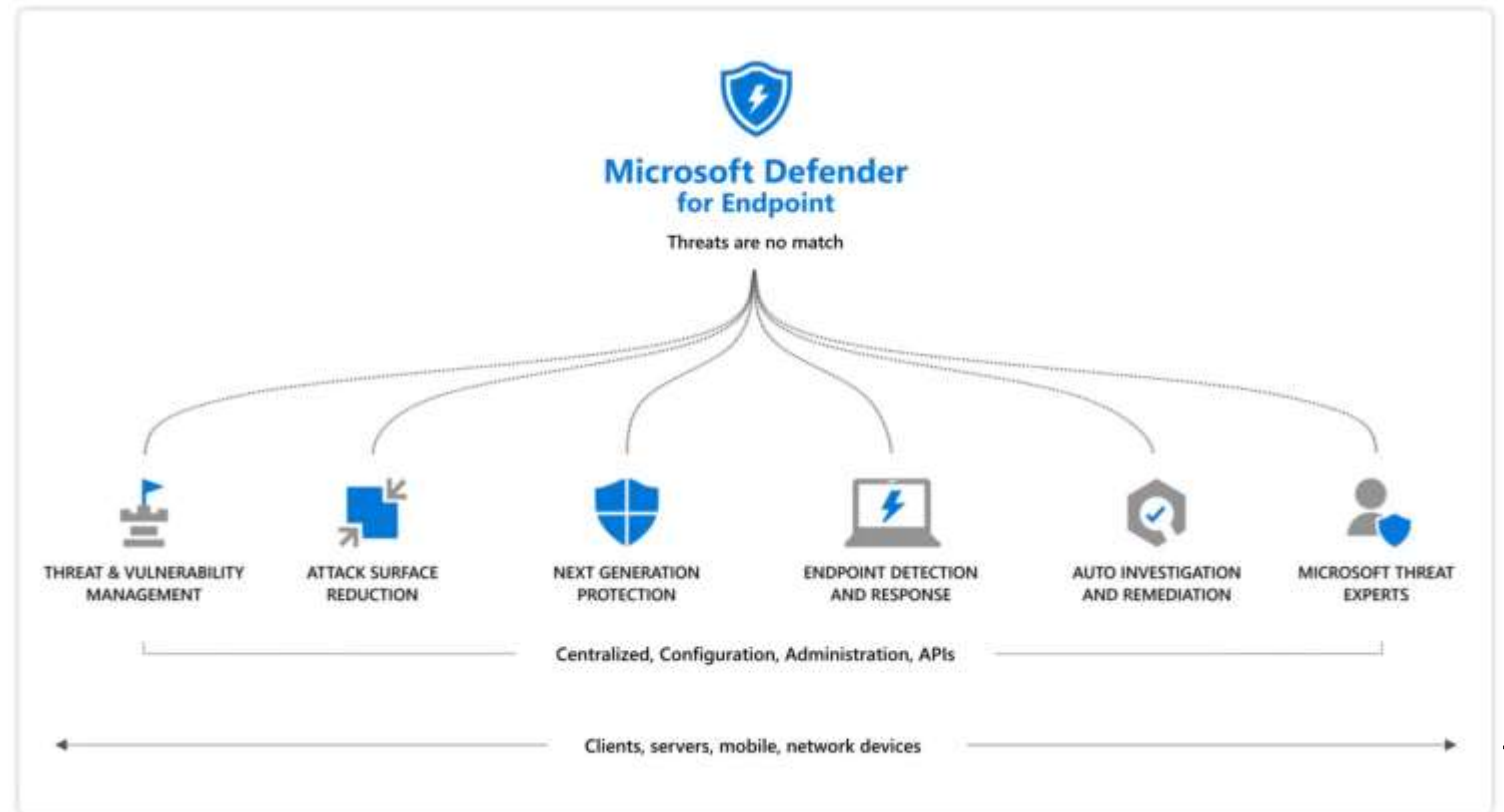 Microsoft Defender
for Endpoint
Threats are no match
THREAT & VULNERABILITY
MANAGEMENT
ATTACK SURFACE
REDUCTION
NEXT GENERATION
PROTECTION
ENDPOINT DETECTION
AND RESPONSE
AUTO INVESTIGATION
AND REMEDIATION
MICROSOFT THREAT
EXPERTS
Centralized, Configuration, Administration, APIs
Clients, servers, mobile, network devices